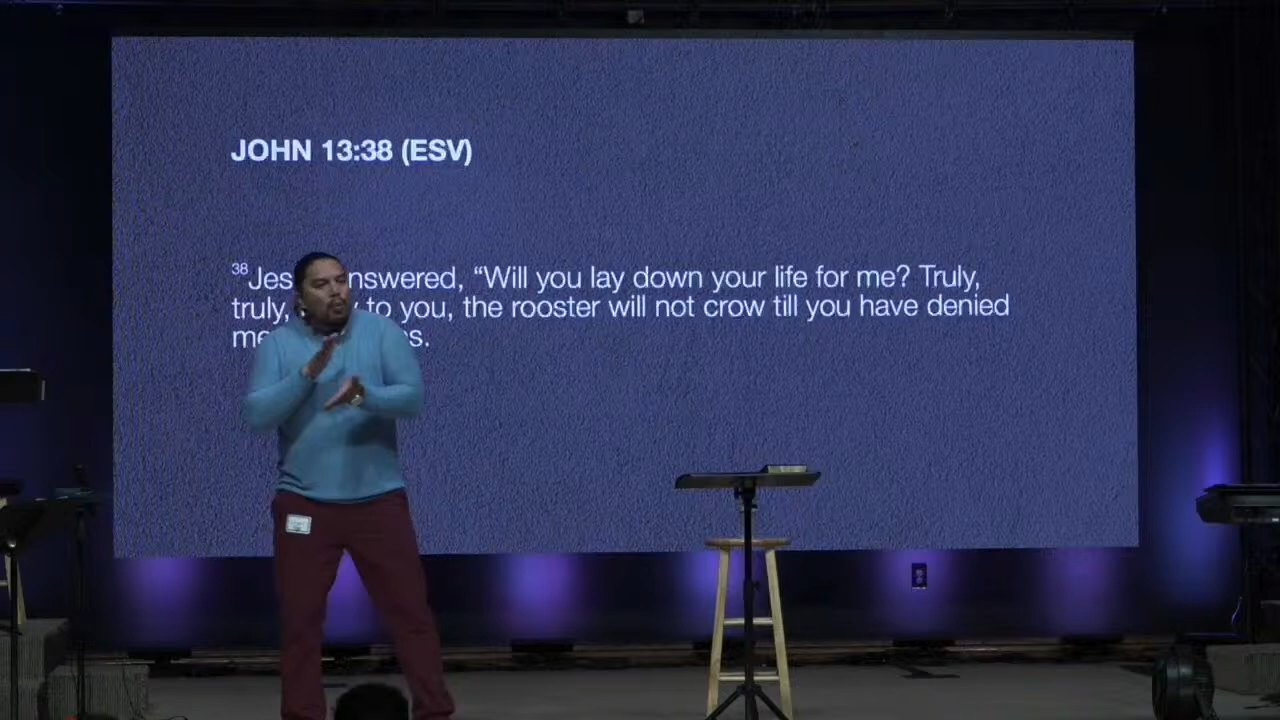 JOHN 13:38 (ESV)
38 Jes nswered, “Will you lay down your life for me? Truly,
truly, to you, the rooster will not crow till you have denied
me s.